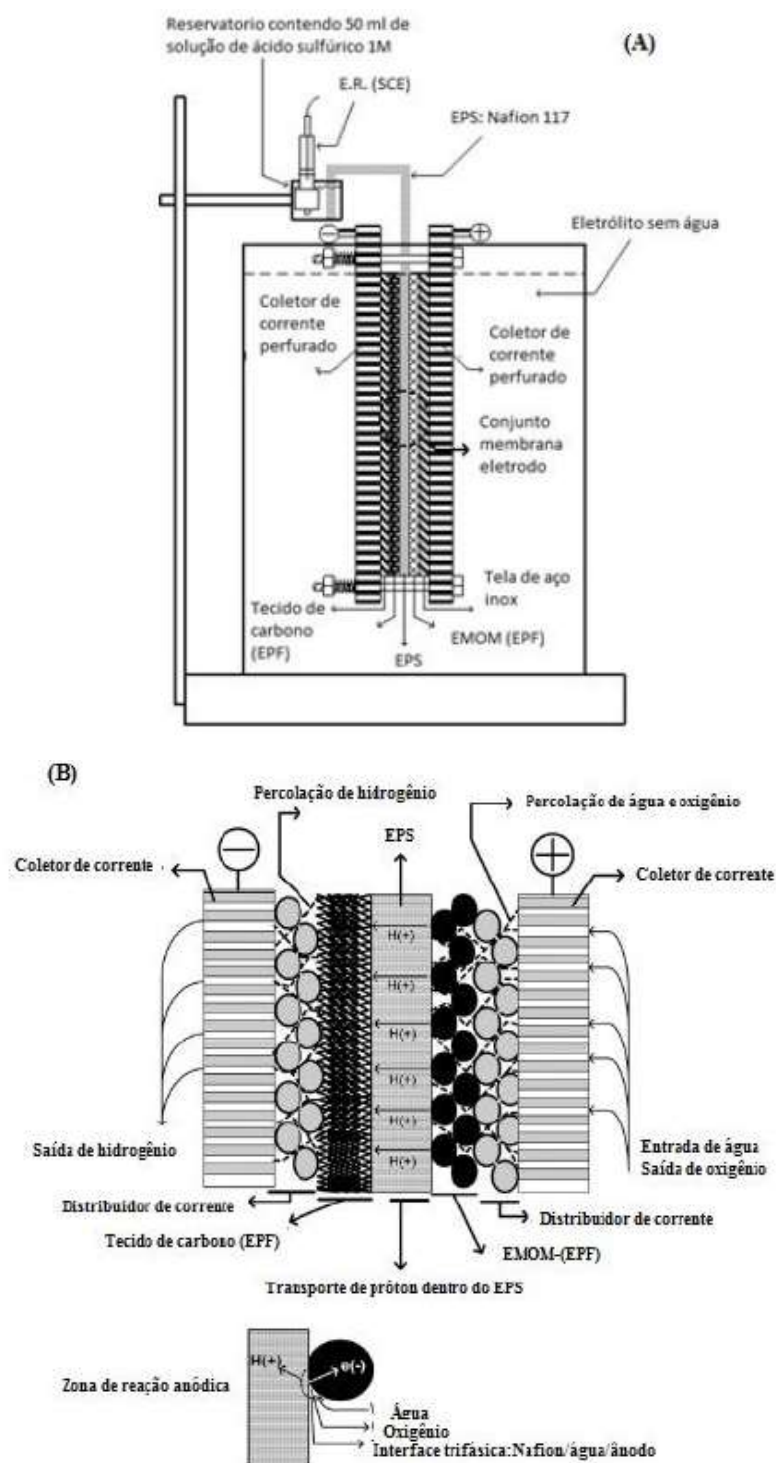 Reservatorio contendo 50 ml de
solução de ácido sulfúrico 1M
(A)
E.R. (SCE)
EPS: Nafion 117
Eletrólito sem água
Coletor de
corrente
perfurado
Coletor de
corrente
perfurado
Conjunto
membrana
eletrodo
Tecido de
carbono
(EPF)
EPS
EMOM (EPF)
Tela de aço
inox
(B)
Percolação de hidrogênio
Percolação de água e oxigênio
EPS
Coletor de corrente
Coletor de corrente
H(+)
H(+)
H(+)
H(+)
H(+)
H(+)
Saída de hidrogênio
Entrada de água
Saída de oxigênio
Distribuidor de corrente
Distribuidor de corrente
Tecido de carbono (EPF)
EMOM-(EPF)
Transporte de próton dentro do EPS
Zona de reação anódica
H(+)
e(-)
Água
Oxigênio
Interface trifásica:Nafion/água/ânodo